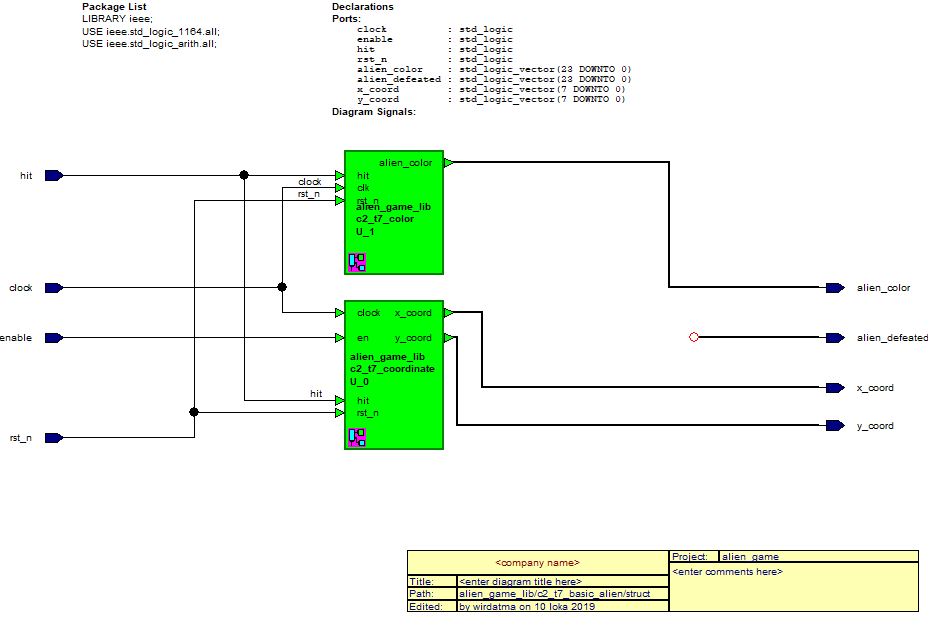 Package List
LIBRARY ieee;
USE ieee.std_logic_1164.all;
USE ieee.std_logic_arith.all;
Declarations
Ports:
clock : std_logic
enable : std_logic
hit : std_logic
rst_n : std_logic
alien_color : std_logic_vector(23 DOWNTO 0)
alien_defeated : std_logic_vector(23 DOWNTO 0)
x_coord : std_logic_vector(7 DOWNTO 0)
y_coord : std_logic_vector(7 DOWNTO 0)
Diagram Signals:
hit
clock
enable
rst_n
clock
rst_n
alien_color
hit
clk
rst_n
alien_game_lib
c2_t7_color
U_1
clock x_coord
en y_coord
alien_game_lib
c2_t7_coordinate
U_0
hit
hit
rst_n
alien_color
alien_defeated
x_coord
y_coord
<company name>
Title: <enter diagram title here>
Path: alien_game_lib/c2_t7_basic_alien/struct
Edited: by wirdatma on 10 loka 2019
Project: alien_game
<enter comments here>